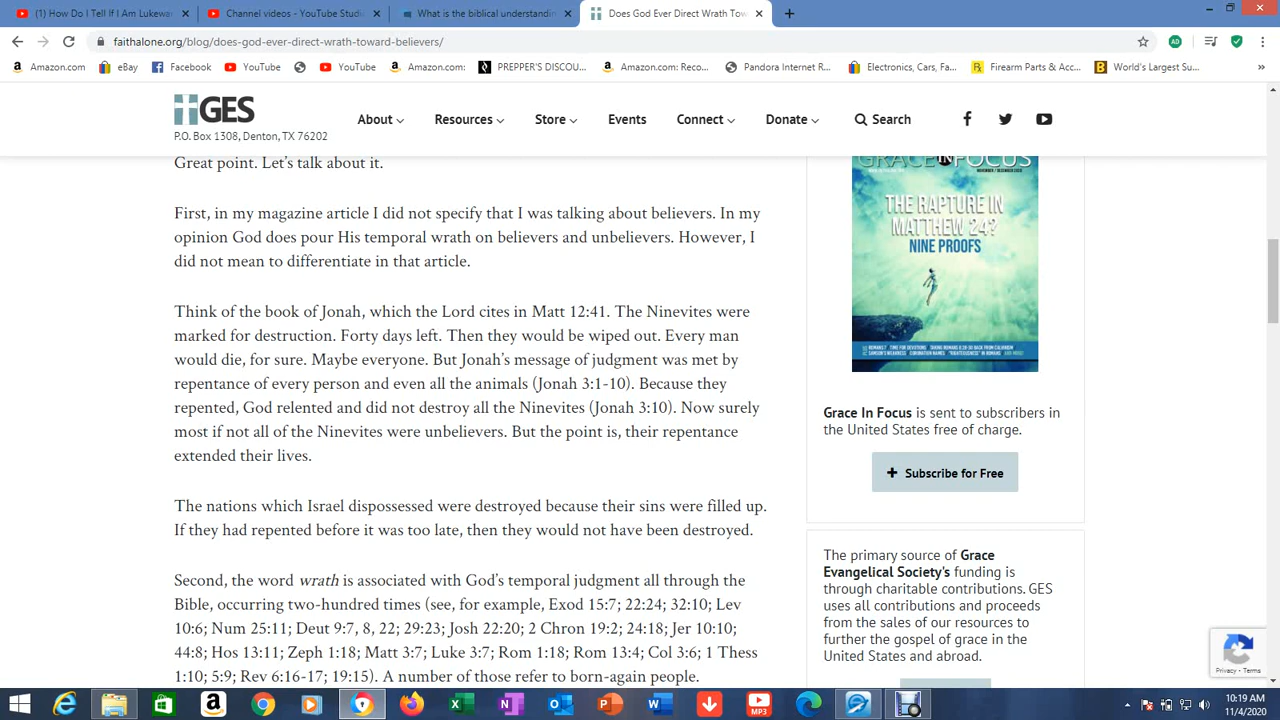 (1) How Do I Tell If I Am Lukewa
Channel videos - YouTube Studi
What is the biblical understandin
Does God Ever Direct Wrath Tow
faithalone.org/blog/does-god-ever-direct-wrath-toward-believers/
Amazon.com
eBay
Facebook
YouTube
YouTube
Amazon.com:
PREPPER'S DISCOU...
Amazon.com: Reco...
Pandora Internet R...
Electronics, Cars, Fa...
Firearm Parts & Acc...
World's Largest Su...
GES
P.O. Box 1308, Denton, TX 76202
About
Resources
Store
Events
Connect
Donate
Search
Great point. Let's talk about it.
First, in my magazine article I did not specify that I was talking about believers. In my
opinion God does pour His temporal wrath on believers and unbelievers. However, I
did not mean to differentiate in that article.
Think of the book of Jonah, which the Lord cites in Matt 12:41. The Ninevites were
marked for destruction. Forty days left. Then they would be wiped out. Every man
would die, for sure. Maybe everyone. But Jonah's message of judgment was met by
repentance of every person and even all the animals (Jonah 3:1-10). Because they
repented, God relented and did not destroy all the Ninevites (Jonah 3:10). Now surely
most if not all of the Ninevites were unbelievers. But the point is, their repentance
extended their lives.
The nations which Israel dispossessed were destroyed because their sins were filled up.
If they had repented before it was too late, then they would not have been destroyed.
Second, the word wrath is associated with God's temporal judgment all through the
Bible, occurring two-hundred times (see, for example, Exod 15:7; 22:24; 32:10; Lev
10:6; Num 25:11; Deut 9:7, 8, 22; 29:23; Josh 22:20; 2 Chron 19:2; 24:18; Jer 10:10;
44:8; Hos 13:11; Zeph 1:18; Matt 3:7; Luke 3:7; Rom 1:18; Rom 13:4; Col 3:6; 1 Thess
1:10; 5:9; Rev 6:16-17; 19:15). A number of those refer to born-again people.
GRACE IN FOCUS
THE RAPTURE IN
MATTHEW 24?
NINE PROOFS
Grace In Focus is sent to subscribers in
the United States free of charge.
+ Subscribe for Free
The primary source of Grace
Evangelical Society's funding is
through charitable contributions. GES
uses all contributions and proceeds
from the sales of our resources to
further the gospel of grace in the
United States and abroad.
Privacy - Terms
MP3
10:19 AM
11/4/2020